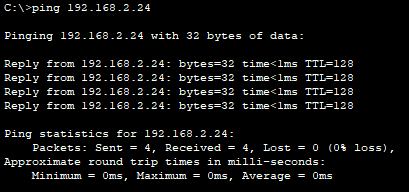 C:\>ping 192.168.2.24
Pinging 192.168.2.24 with 32 bytes of data:
Reply from 192.168.2.24: bytes=32 time<1ms TTL=128
Reply from 192.168.2.24: bytes=32 time<1ms TTL=128
Reply from 192.168.2.24: bytes=32 time<1ms TTL=128
Reply from 192.168.2.24: bytes=32 time<1ms TTL=128
Ping statistics for 192.168.2.24:
Packets: Sent = 4, Received = 4, Lost = 0 (0% loss),
Approximate round trip times in milli-seconds:
Minimum = 0ms, Maximum = 0ms, Average = 0ms